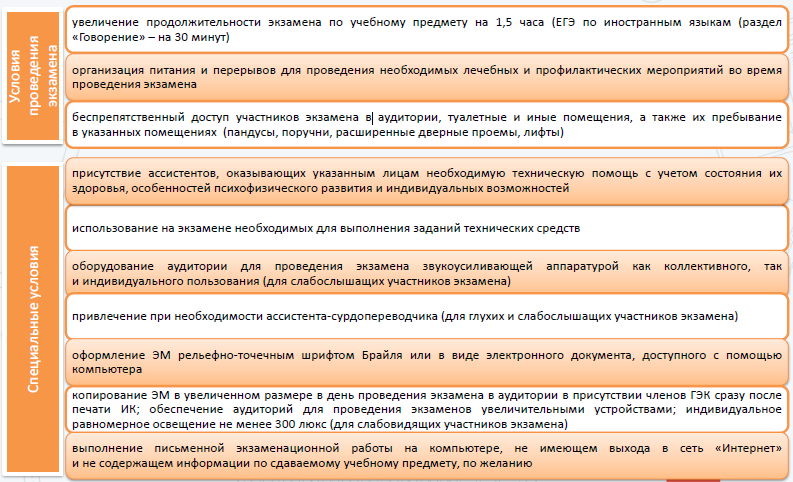 Условия
проведения
экзамена
увеличение продолжительности экзамена по учебному предмету на 1,5 часа (ЕГЭ по иностранным языкам (раздел
«Говорение» – на 30 минут)
организация питания и перерывов для проведения необходимых лечебных и профилактических мероприятий во время
проведения экзамена
беспрепятственный доступ участников экзамена в аудитории, туалетные и иные помещения, а также их пребывание
в указанных помещениях (пандусы, поручни, расширенные дверные проемы, лифты)
Специальные условия
присутствие ассистентов, оказывающих указанным лицам необходимую техническую помощь с учетом состояния их
здоровья, особенностей психофизического развития и индивидуальных возможностей
использование на экзамене необходимых для выполнения заданий технических средств
оборудование аудитории для проведения экзамена звукоусиливающей аппаратурой как коллективного, так
и индивидуального пользования (для слабослышащих участников экзамена)
привлечение при необходимости ассистента-сурдопереводчика (для глухих и слабослышащих участников экзамена)
оформление ЭМ рельефно-точечным шрифтом Брайля или в виде электронного документа, доступного с помощью
компьютера
копирование ЭМ в увеличенном размере в день проведения экзамена в аудитории в присутствии членов ГЭК сразу после
печати ИК; обеспечение аудиторий для проведения экзаменов увеличительными устройствами; индивидуальное
равномерное освещение не менее 300 люкс (для слабовидящих участников экзамена)
выполнение письменной экзаменационной работы на компьютере, не имеющем выхода в сеть «Интернет»
и не содержащем информации по сдаваемому учебному предмету, по желанию